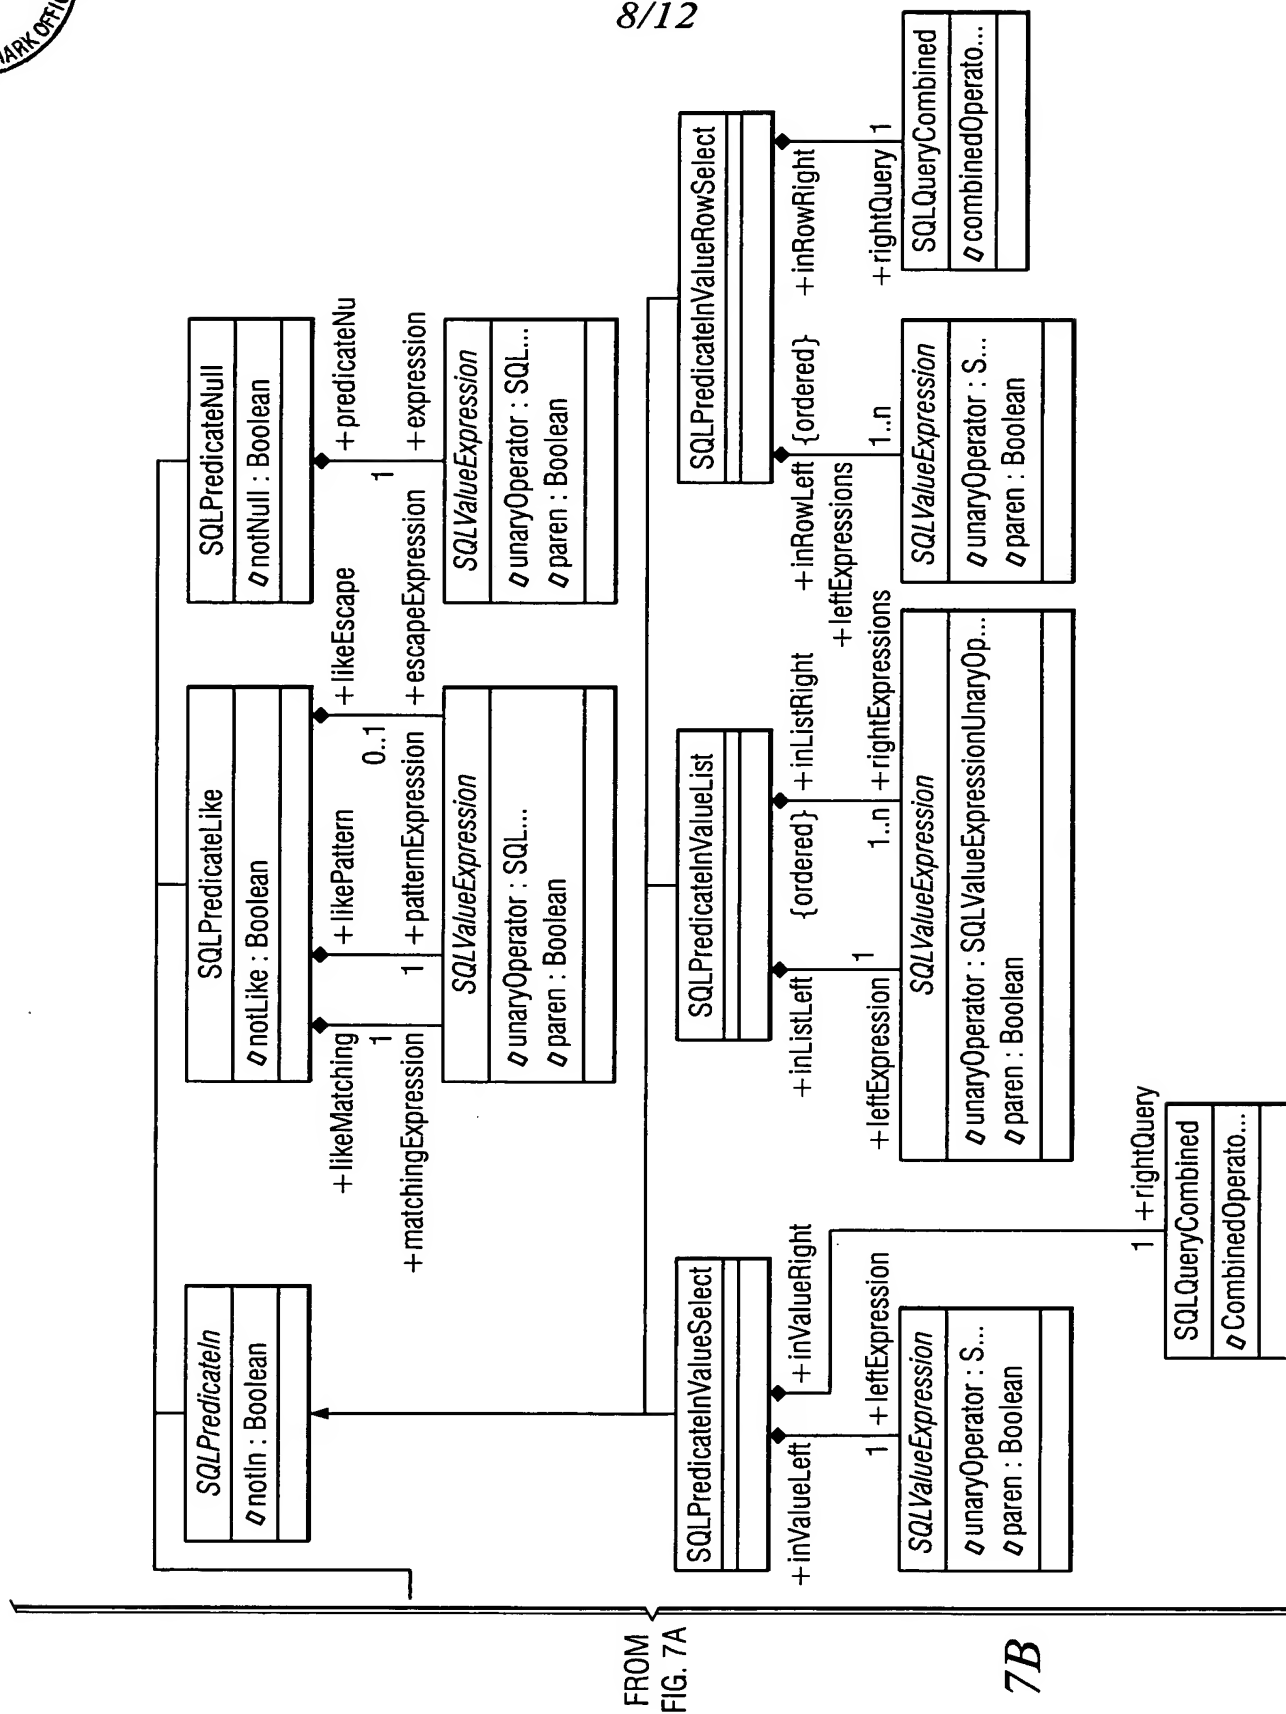 8/12
MARK OFFIC
SQLPredicateIn
notIn : Boolean
SQLPredicateLike
notLike : Boolean
SQLPredicateNull
notNull : Boolean
+likeMatching
1
+matchingExpression
+likePattern
1
+patternExpression
+likeEscape
0..1
+escapeExpression
+predicateNu
1
+expression
SQLValueExpression
unaryOperator : SQL...
paren : Boolean
SQLValueExpression
unaryOperator : SQL...
paren : Boolean
SQLPredicateInValueSelect
SQLPredicateInValueList
SQLPredicateInValueRowSelect
+inValueLeft
+inValueRight
1
+leftExpression
+inListLeft
{ordered}
+inListRight
+leftExpression
1
1..n
+rightExpressions
+inRowLeft
{ordered}
+inRowRight
+leftExpressions
1..n
+rightQuery
1
SQLValueExpression
unaryOperator : S...
paren : Boolean
SQLValueExpression
unaryOperator : SQLValueExpressionUnaryOp...
paren : Boolean
SQLValueExpression
unaryOperator : S...
paren : Boolean
SQLQueryCombined
combinedOperato...
1
+rightQuery
SQLQueryCombined
CombinedOperato...
FROM
FIG. 7A
7B